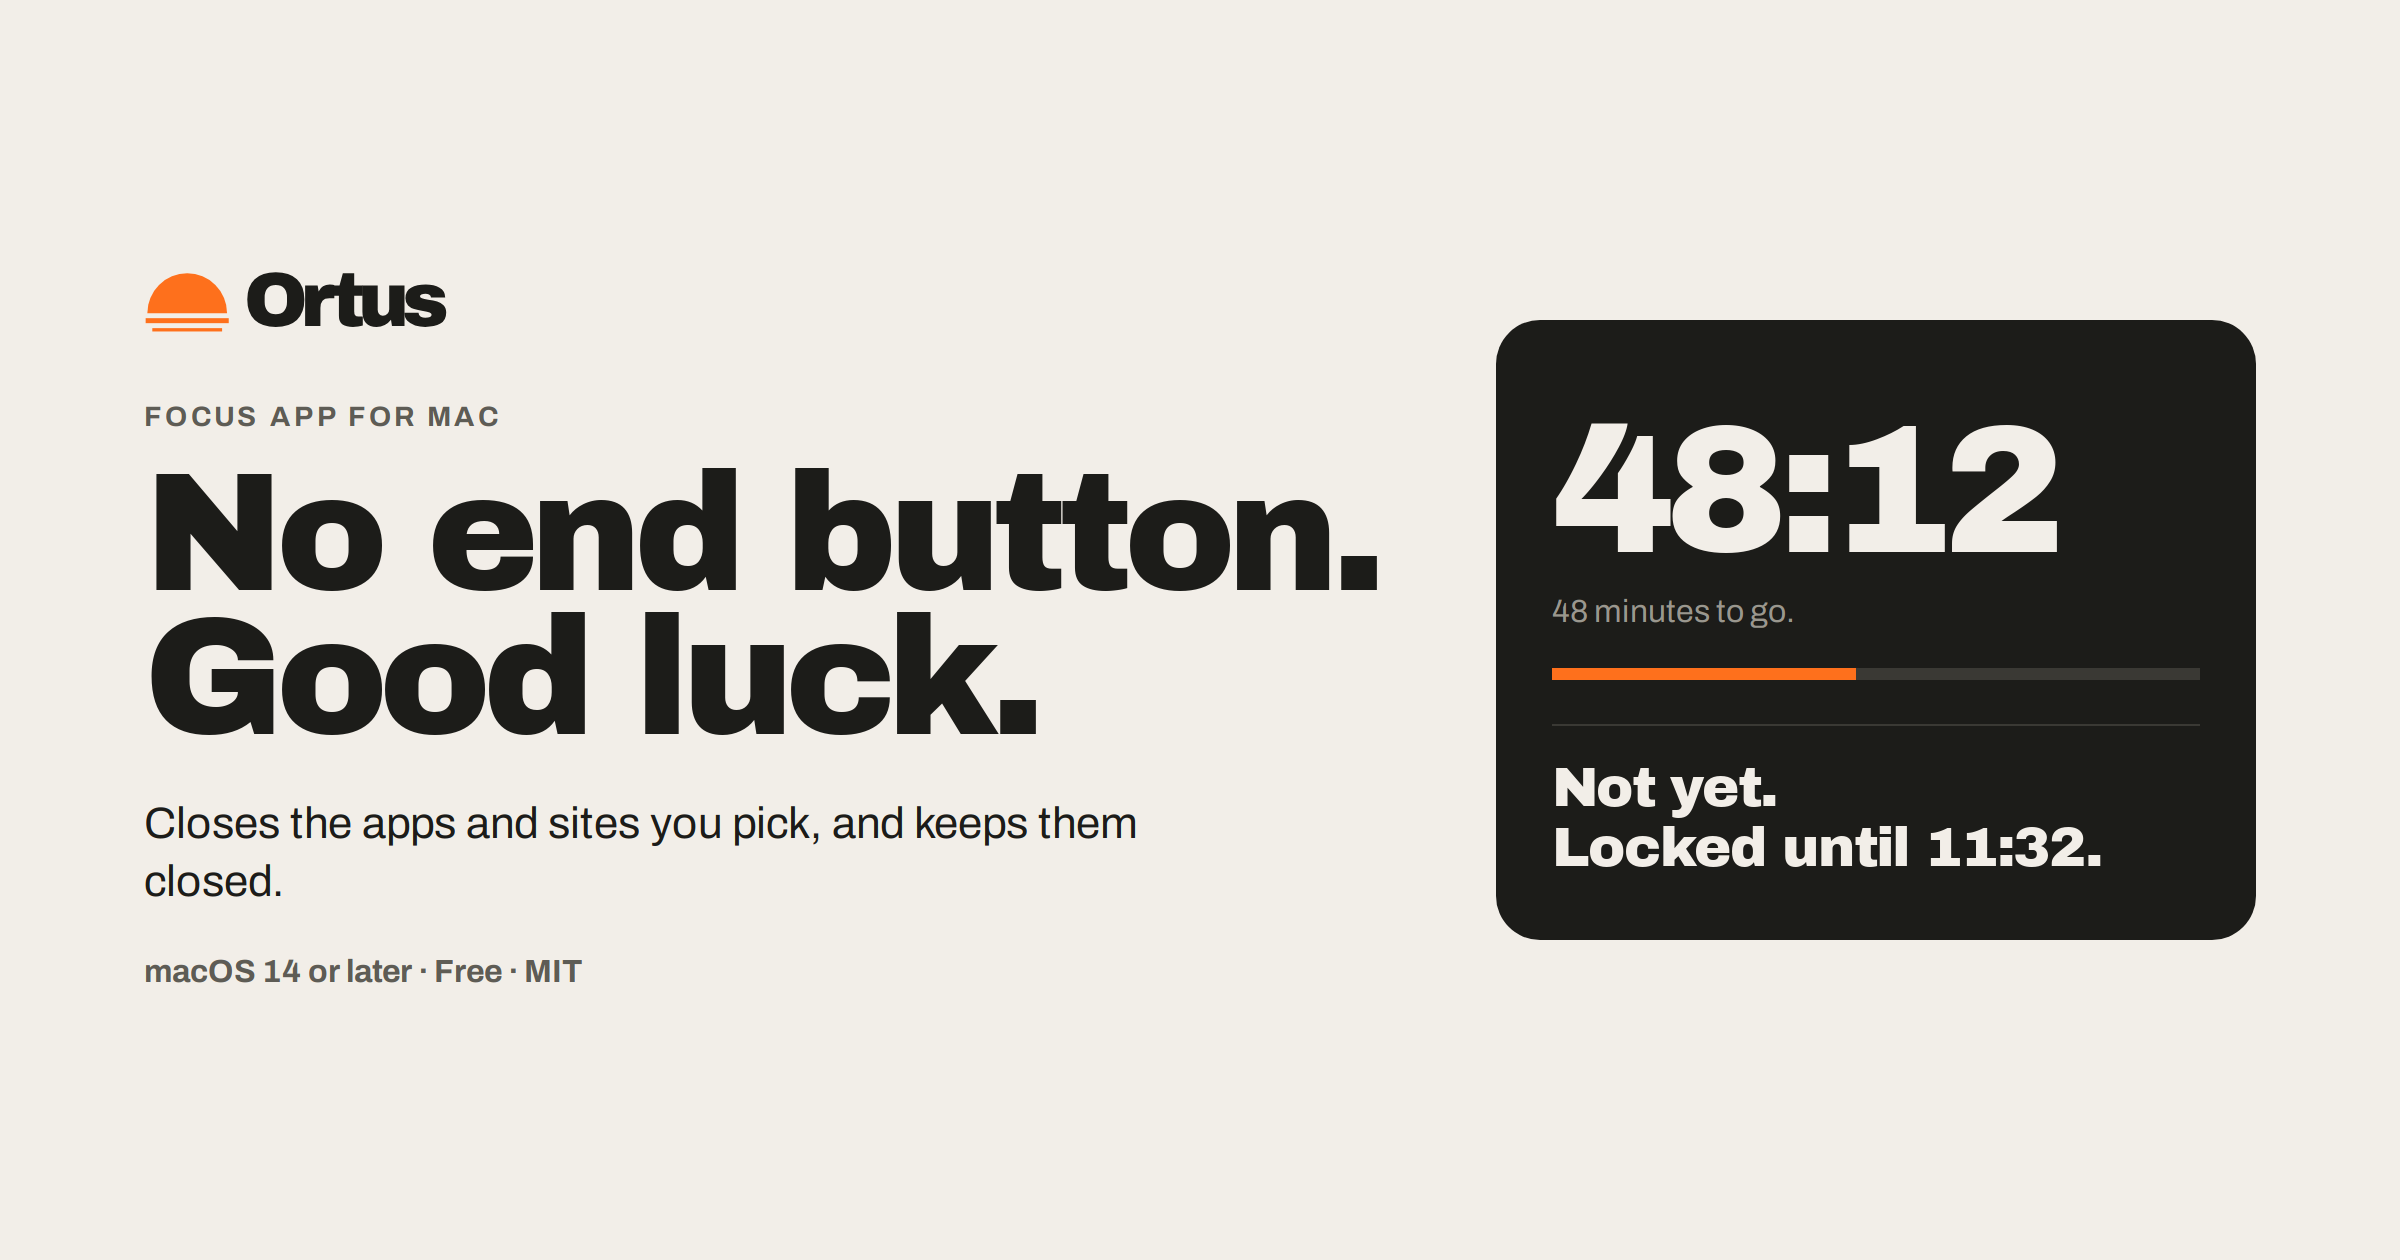 Ortus
FOCUS APP FOR MAC
No end button.
Good luck.
Closes the apps and sites you pick, and keeps them
closed.
macOS 14 or later · Free · MIT
48:12
48 minutes to go.
Not yet.
Locked until 11:32.